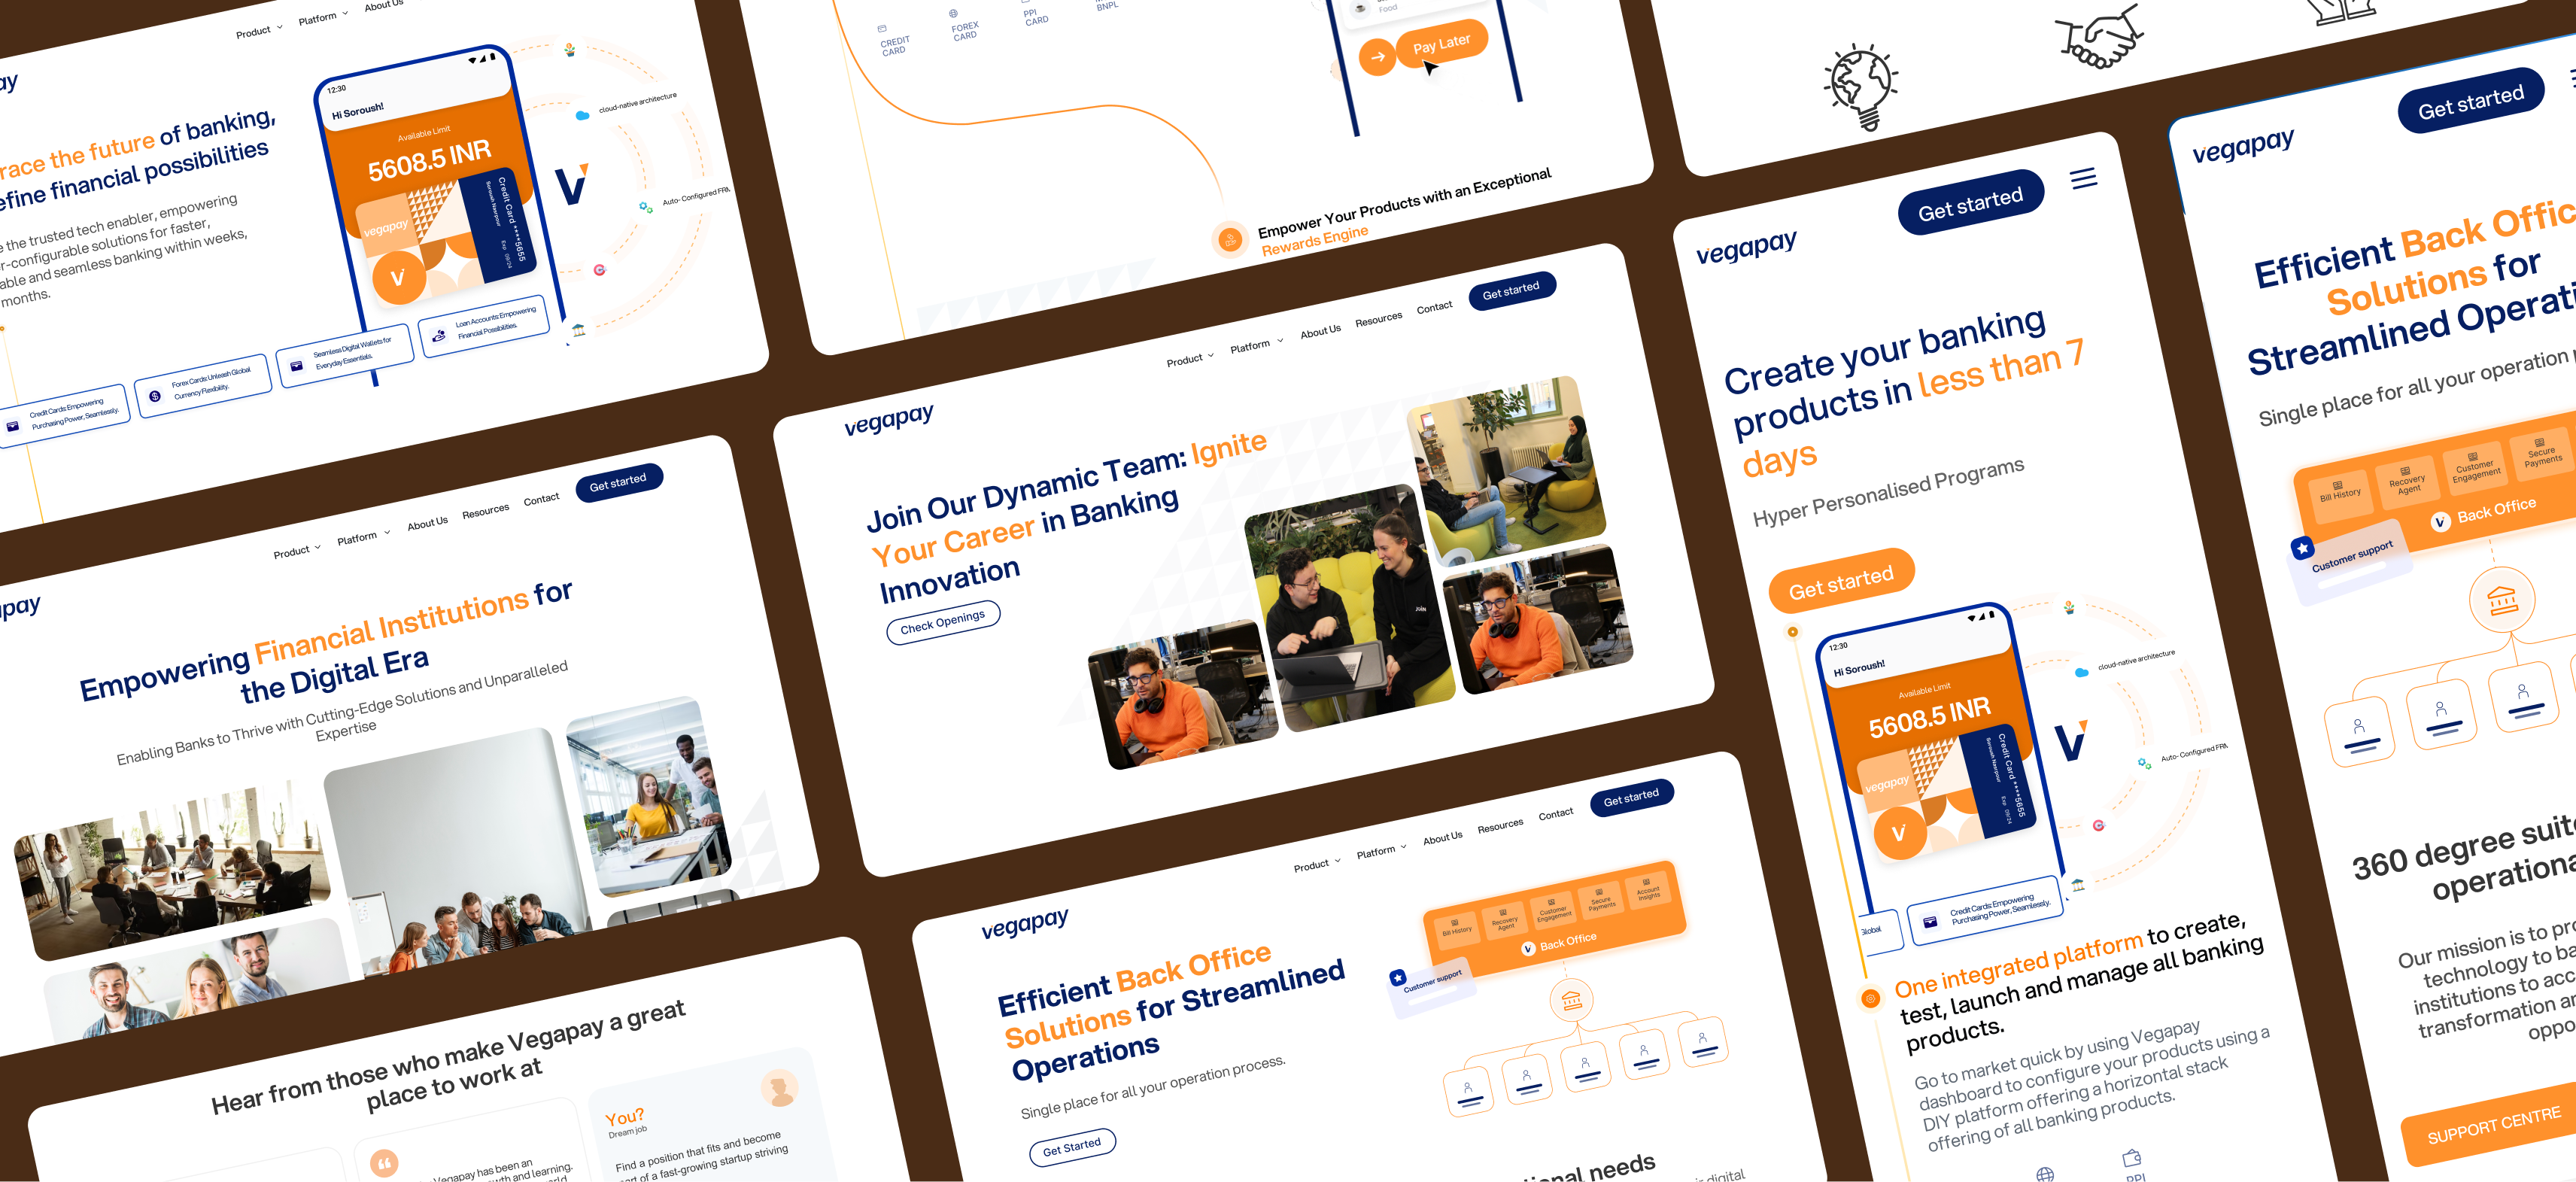 Product
Platform
About Us
race the future of banking,
efine financial possibilities
e the trusted tech enabler, empowering
r-configurable solutions for faster,
able and seamless banking within weeks,
months.
12:30
Hi Soroush!
Available Limit
5608.5 INR
vegapay
Credit Card ****5655
Exp 09/24
cloud-native architecture
Auto- Configured FRM
Credit Cards: Empowering
Purchasing Power, Seamlessly.
Forex Cards: Unleash Global
Currency Flexibility.
Seamless Digital Wallets for
Everyday Essentials.
Loan Accounts: Empowering
Financial Possibilities.
CREDIT
CARD
FOREX
CARD
PPI
CARD
BNPL
Food
Pay Later
Empower Your Products with an Exceptional
Rewards Engine
Product
Platform
About Us
Resources
Contact
Get started
Empowering Financial Institutions for
the Digital Era
Enabling Banks to Thrive with Cutting-Edge Solutions and Unparalleled
Expertise
vegapay
Product
Platform
About Us
Resources
Contact
Get started
Join Our Dynamic Team: Ignite
Your Career in Banking
Innovation
Check Openings
Hear from those who make Vegapay a great
place to work at
Vegapay has been an
wth and learning.
You?
Dream job
Find a position that fits and become
part of a fast-growing startup striving
vegapay
Product
Platform
About Us
Resources
Contact
Get started
Efficient Back Office
Solutions for Streamlined
Operations
Single place for all your operation process.
Get Started
Bill History
Recovery
Agent
Customer
Engagement
Secure
Payments
Account
Insights
Back Office
Customer support
tional needs
digital
vegapay
Get started
Create your banking
products in less than 7
days
Hyper Personalised Programs
Get started
12:30
Hi Soroush!
Available Limit
5608.5 INR
vegapay
Credit Card ****5655
Exp 09/24
cloud-native architecture
Auto- Configured FRM
Global
Credit Cards: Empowering
Purchasing Power, Seamlessly.
One integrated platform to create,
test, launch and manage all banking
products.
Go to market quick by using Vegapay
dashboard to configure your products using a
DIY platform offering a horizontal stack
offering of all banking products.
PPI
vegapay
Get started
Efficient Back Offic
Solutions for
Streamlined Operati
Single place for all your operation
Bill History
Recovery
Agent
Customer
Engagement
Secure
Payments
Back Office
Customer support
360 degree suit
operationa
Our mission is to pro
technology to ba
institutions to acc
transformation an
oppo
SUPPORT CENTRE